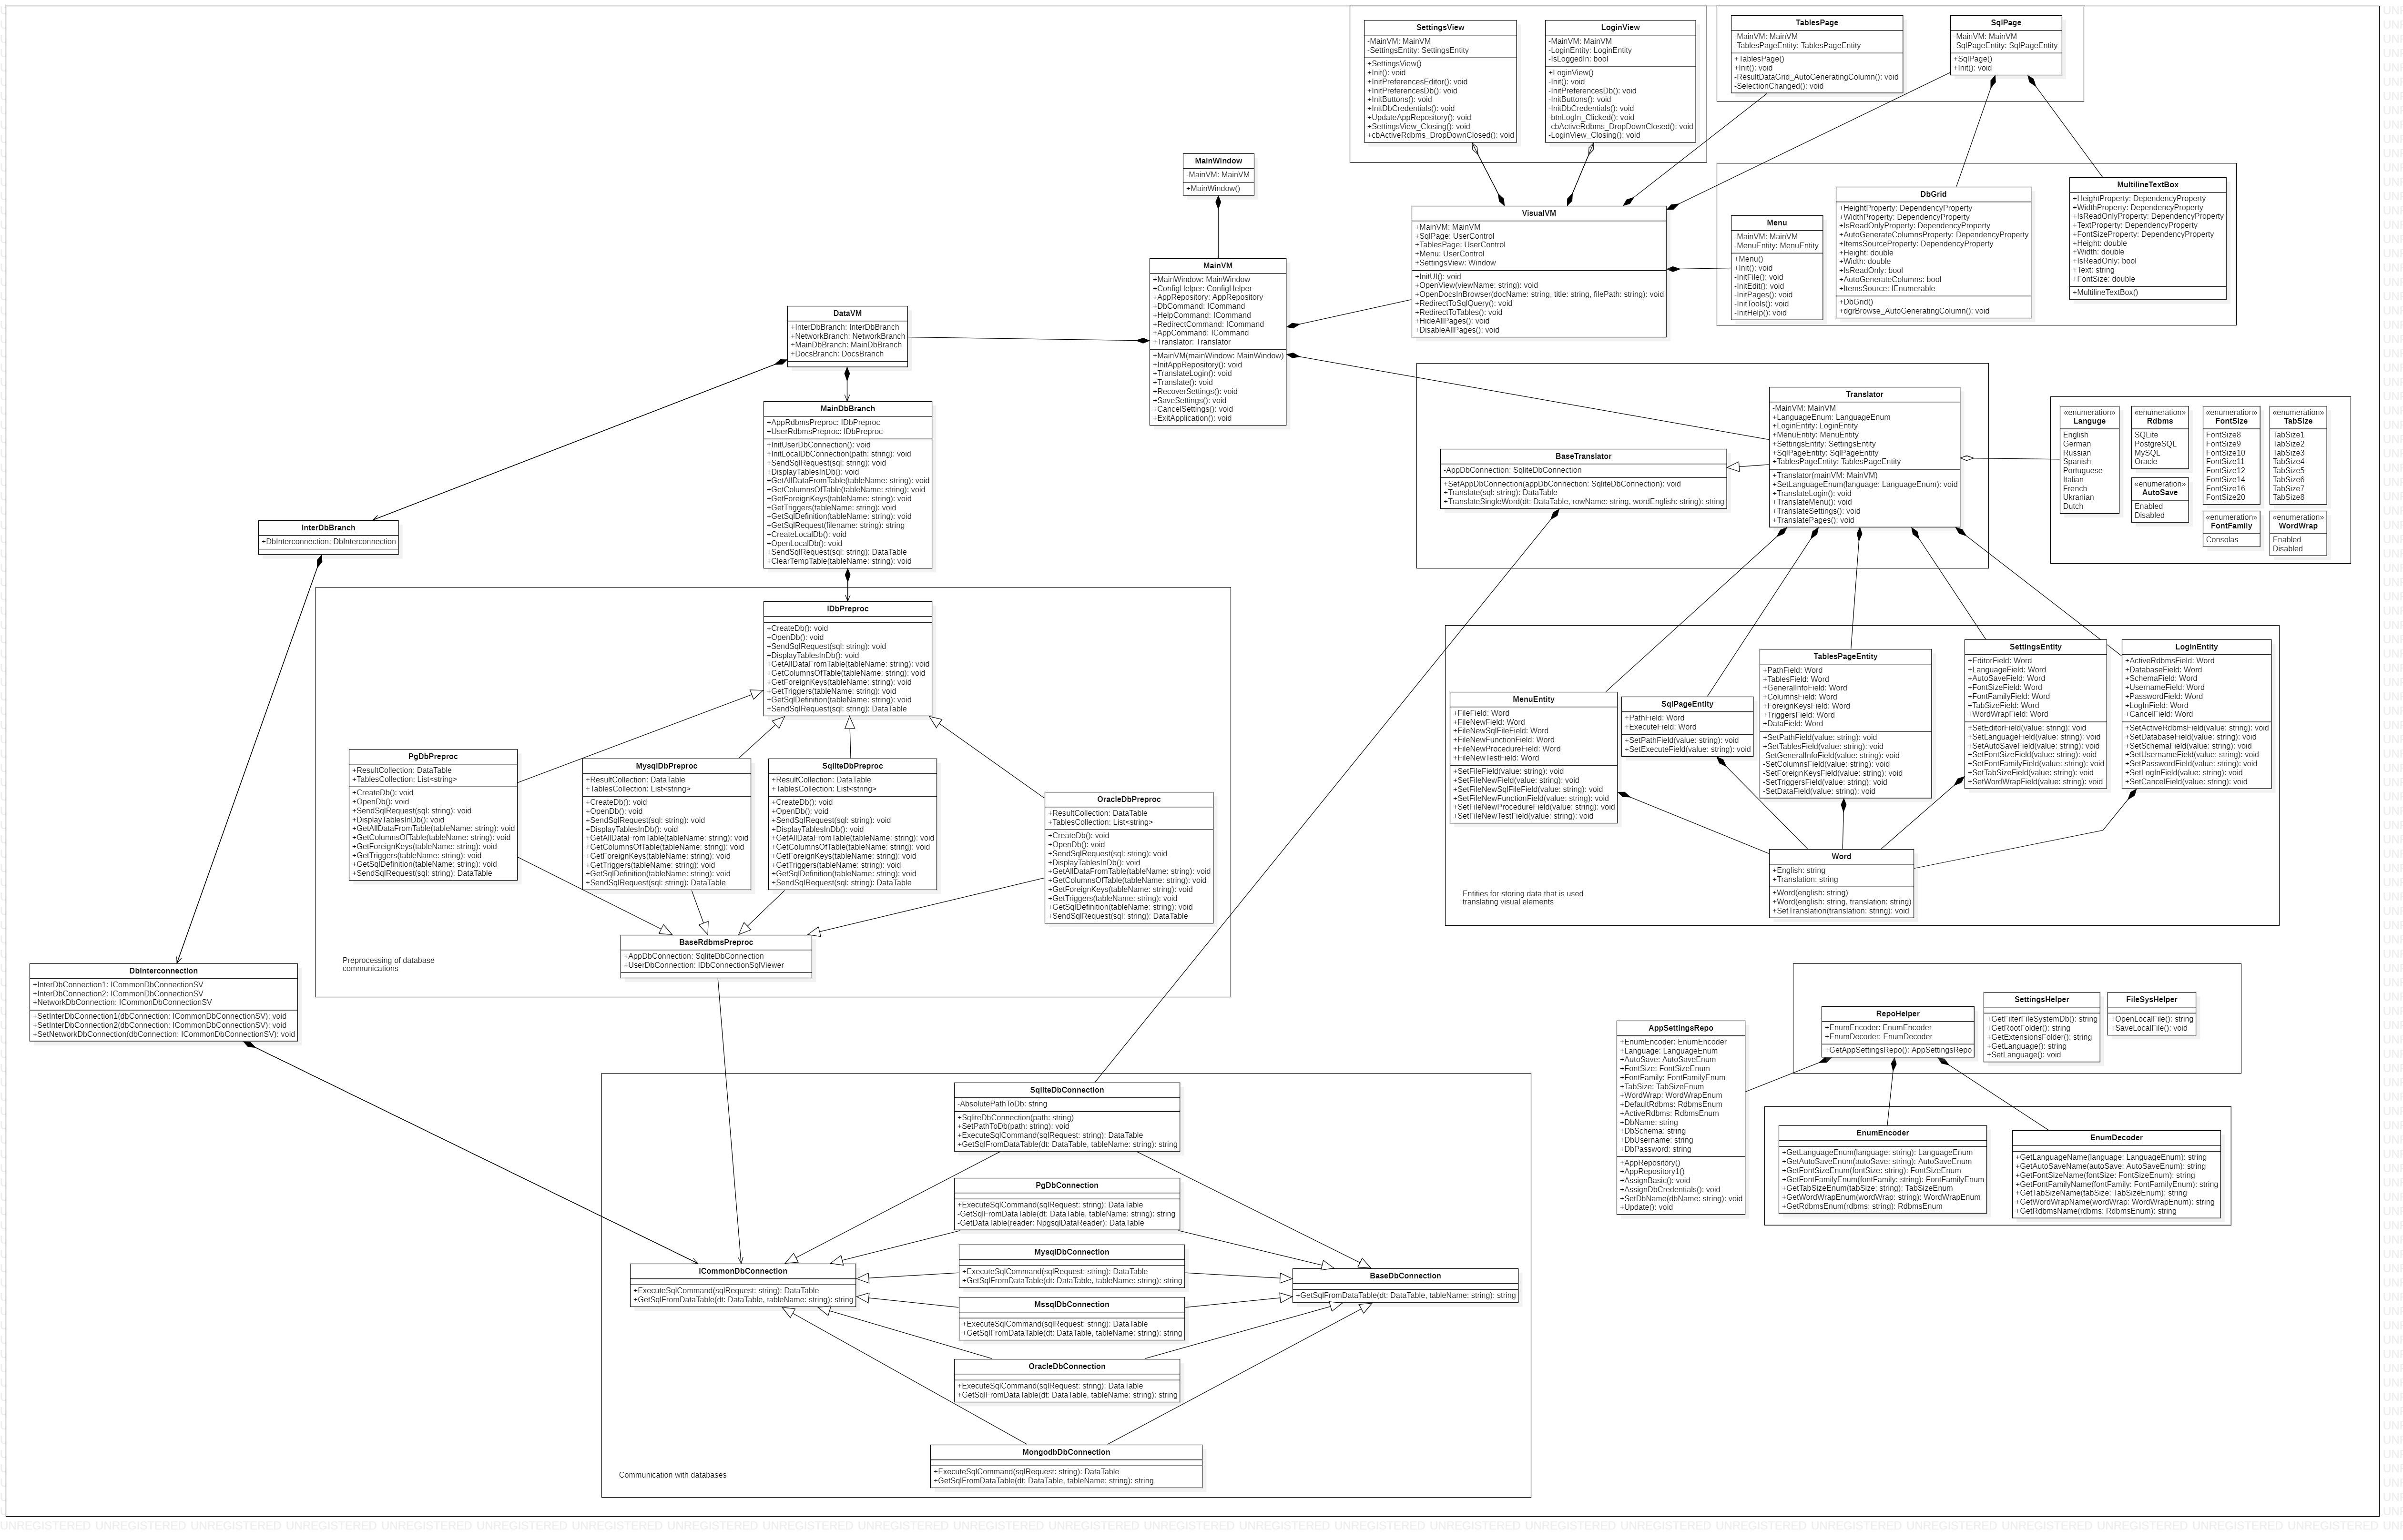 SettingsView
-MainVM: MainVM
-SettingsEntity: SettingsEntity
+SettingsView()
+Init(): void
+InitPreferencesEditor(): void
+InitPreferencesDb(): void
+InitButtons(): void
+InitDbCredentials(): void
+UpdateAppRepository(): void
+SettingsView_Closing(): void
+cbActiveRdbms_DropDownClosed(): void
LoginView
-MainVM: MainVM
-LoginEntity: LoginEntity
-IsLoggedIn: bool
+LoginView()
-Init(): void
-InitPreferencesDb(): void
-InitButtons(): void
-InitDbCredentials(): void
-btnLogIn_Clicked(): void
-cbActiveRdbms_DropDownClosed(): void
-LoginView_Closing(): void
TablesPage
-MainVM: MainVM
-TablesPageEntity: TablesPageEntity
+TablesPage()
+Init(): void
-ResultDataGrid_AutoGeneratingColumn(): void
-SelectionChanged(): void
SqlPage
-MainVM: MainVM
-SqlPageEntity: SqlPageEntity
+SqlPage()
+Init(): void
MainWindow
-MainVM: MainVM
+MainWindow()
VisualVM
+MainVM: MainVM
+SqlPage: UserControl
+TablesPage: UserControl
+Menu: UserControl
+SettingsView: Window
+InitUI(): void
+OpenView(viewName: string): void
+OpenDocsInBrowser(docName: string, title: string, filePath: string): void
+RedirectToSqlQuery(): void
+RedirectToTables(): void
+HideAllPages(): void
+DisableAllPages(): void
Menu
-MainVM: MainVM
-MenuEntity: MenuEntity
+Menu()
+Init(): void
-InitFile(): void
-InitEdit(): void
-InitPages(): void
-InitTools(): void
-InitHelp(): void
DbGrid
+HeightProperty: DependencyProperty
+WidthProperty: DependencyProperty
+IsReadOnlyProperty: DependencyProperty
+AutoGenerateColumnsProperty: DependencyProperty
+ItemsSourceProperty: DependencyProperty
+Height: double
+Width: double
+IsReadOnly: bool
+AutoGenerateColumns: bool
+ItemsSource: IEnumerable
+DbGrid()
+dgrBrowse_AutoGeneratingColumn(): void
MultilineTextBox
+HeightProperty: DependencyProperty
+WidthProperty: DependencyProperty
+IsReadOnlyProperty: DependencyProperty
+TextProperty: DependencyProperty
+FontSizeProperty: DependencyProperty
+Height: double
+Width: double
+IsReadOnly: bool
+Text: string
+FontSize: double
+MultilineTextBox()
MainVM
+MainWindow: MainWindow
+ConfigHelper: ConfigHelper
+AppRepository: AppRepository
+DbCommand: ICommand
+HelpCommand: ICommand
+RedirectCommand: ICommand
+AppCommand: ICommand
+Translator: Translator
+MainVM(mainWindow: MainWindow)
+InitAppRepository(): void
+TranslateLogin(): void
+Translate(): void
+RecoverSettings(): void
+SaveSettings(): void
+CancelSettings(): void
+ExitApplication(): void
DataVM
+InterDbBranch: InterDbBranch
+NetworkBranch: NetworkBranch
+MainDbBranch: MainDbBranch
+DocsBranch: DocsBranch
MainDbBranch
+AppRdbmsPreproc: IDbPreproc
+UserRdbmsPreproc: IDbPreproc
+InitUserDbConnection(): void
+InitLocalDbConnection(path: string): void
+SendSqlRequest(sql: string): void
+DisplayTablesInDb(): void
+GetAllDataFromTable(tableName: string): void
+GetColumnsOfTable(tableName: string): void
+GetForeignKeys(tableName: string): void
+GetTriggers(tableName: string): void
+GetSqlDefinition(tableName: string): void
+GetSqlRequest(filename: string): string
+CreateLocalDb(): void
+OpenLocalDb(): void
+SendSqlRequest(sql: string): DataTable
+ClearTempTable(tableName: string): void
InterDbBranch
+DbInterconnection: DbInterconnection
Translator
-MainVM: MainVM
+LanguageEnum: LanguageEnum
+LoginEntity: LoginEntity
+MenuEntity: MenuEntity
+SettingsEntity: SettingsEntity
+SqlPageEntity: SqlPageEntity
+TablesPageEntity: TablesPageEntity
+Translator(mainVM: MainVM)
+SetLanguageEnum(language: LanguageEnum): void
+TranslateLogin(): void
+TranslateMenu(): void
+TranslateSettings(): void
+TranslatePages(): void
BaseTranslator
-AppDbConnection: SqliteDbConnection
+SetAppDbConnection(appDbConnection: SqliteDbConnection): void
+Translate(sql: string): DataTable
+TranslateSingleWord(dt: DataTable, rowName: string, wordEnglish: string): string
«enumeration»
Languge
English
German
Russian
Spanish
Portuguese
Italian
French
Ukranian
Dutch
«enumeration»
Rdbms
SQLite
PostgreSQL
MySQL
Oracle
«enumeration»
AutoSave
Enabled
Disabled
«enumeration»
FontSize
FontSize8
FontSize9
FontSize10
FontSize11
FontSize12
FontSize14
FontSize16
FontSize20
«enumeration»
FontFamily
Consolas
«enumeration»
TabSize
TabSize1
TabSize2
TabSize3
TabSize4
TabSize5
TabSize6
TabSize7
TabSize8
«enumeration»
WordWrap
Enabled
Disabled
IDbPreproc
+CreateDb(): void
+OpenDb(): void
+SendSqlRequest(sql: string): void
+DisplayTablesInDb(): void
+GetAllDataFromTable(tableName: string): void
+GetColumnsOfTable(tableName: string): void
+GetForeignKeys(tableName: string): void
+GetTriggers(tableName: string): void
+GetSqlDefinition(tableName: string): void
+SendSqlRequest(sql: string): DataTable
PgDbPreproc
+ResultCollection: DataTable
+TablesCollection: List<string>
+CreateDb(): void
+OpenDb(): void
+SendSqlRequest(sql: string): void
+DisplayTablesInDb(): void
+GetAllDataFromTable(tableName: string): void
+GetColumnsOfTable(tableName: string): void
+GetForeignKeys(tableName: string): void
+GetTriggers(tableName: string): void
+GetSqlDefinition(tableName: string): void
+SendSqlRequest(sql: string): DataTable
MysqlDbPreproc
+ResultCollection: DataTable
+TablesCollection: List<string>
+CreateDb(): void
+OpenDb(): void
+SendSqlRequest(sql: string): void
+DisplayTablesInDb(): void
+GetAllDataFromTable(tableName: string): void
+GetColumnsOfTable(tableName: string): void
+GetForeignKeys(tableName: string): void
+GetTriggers(tableName: string): void
+GetSqlDefinition(tableName: string): void
+SendSqlRequest(sql: string): DataTable
SqliteDbPreproc
+ResultCollection: DataTable
+TablesCollection: List<string>
+CreateDb(): void
+OpenDb(): void
+SendSqlRequest(sql: string): void
+DisplayTablesInDb(): void
+GetAllDataFromTable(tableName: string): void
+GetColumnsOfTable(tableName: string): void
+GetForeignKeys(tableName: string): void
+GetTriggers(tableName: string): void
+GetSqlDefinition(tableName: string): void
+SendSqlRequest(sql: string): DataTable
OracleDbPreproc
+ResultCollection: DataTable
+TablesCollection: List<string>
+CreateDb(): void
+OpenDb(): void
+SendSqlRequest(sql: string): void
+DisplayTablesInDb(): void
+GetAllDataFromTable(tableName: string): void
+GetColumnsOfTable(tableName: string): void
+GetForeignKeys(tableName: string): void
+GetTriggers(tableName: string): void
+GetSqlDefinition(tableName: string): void
+SendSqlRequest(sql: string): DataTable
BaseRdbmsPreproc
+AppDbConnection: SqliteDbConnection
+UserDbConnection: IDbConnectionSqlViewer
Preprocessing of database
communications
MenuEntity
+FileField: Word
+FileNewField: Word
+FileNewSqlFileField: Word
+FileNewFunctionField: Word
+FileNewProcedureField: Word
+FileNewTestField: Word
+SetFileField(value: string): void
+SetFileNewField(value: string): void
+SetFileNewSqlFileField(value: string): void
+SetFileNewFunctionField(value: string): void
+SetFileNewProcedureField(value: string): void
+SetFileNewTestField(value: string): void
SqlPageEntity
+PathField: Word
+ExecuteField: Word
+SetPathField(value: string): void
+SetExecuteField(value: string): void
TablesPageEntity
+PathField: Word
+TablesField: Word
+GeneralInfoField: Word
+ColumnsField: Word
+ForeignKeysField: Word
+TriggersField: Word
+DataField: Word
+SetPathField(value: string): void
+SetTablesField(value: string): void
-SetGeneralInfoField(value: string): void
-SetColumnsField(value: string): void
-SetForeignKeysField(value: string): void
-SetTriggersField(value: string): void
-SetDataField(value: string): void
SettingsEntity
+EditorField: Word
+LanguageField: Word
+AutoSaveField: Word
+FontSizeField: Word
+FontFamilyField: Word
+TabSizeField: Word
+WordWrapField: Word
+SetEditorField(value: string): void
+SetLanguageField(value: string): void
+SetAutoSaveField(value: string): void
+SetFontSizeField(value: string): void
+SetFontFamilyField(value: string): void
+SetTabSizeField(value: string): void
+SetWordWrapField(value: string): void
LoginEntity
+ActiveRdbmsField: Word
+DatabaseField: Word
+SchemaField: Word
+UsernameField: Word
+PasswordField: Word
+LogInField: Word
+CancelField: Word
+SetActiveRdbmsField(value: string): void
+SetDatabaseField(value: string): void
+SetSchemaField(value: string): void
+SetUsernameField(value: string): void
+SetPasswordField(value: string): void
+SetLogInField(value: string): void
+SetCancelField(value: string): void
Word
+English: string
+Translation: string
+Word(english: string)
+Word(english: string, translation: string)
+SetTranslation(translation: string): void
Entities for storing data that is used
translating visual elements
DbInterconnection
+InterDbConnection1: ICommonDbConnectionSV
+InterDbConnection2: ICommonDbConnectionSV
+NetworkDbConnection: ICommonDbConnectionSV
+SetInterDbConnection1(dbConnection: ICommonDbConnectionSV): void
+SetInterDbConnection2(dbConnection: ICommonDbConnectionSV): void
+SetNetworkDbConnection(dbConnection: ICommonDbConnectionSV): void
AppSettingsRepo
+EnumEncoder: EnumEncoder
+Language: LanguageEnum
+AutoSave: AutoSaveEnum
+FontSize: FontSizeEnum
+FontFamily: FontFamilyEnum
+TabSize: TabSizeEnum
+WordWrap: WordWrapEnum
+DefaultRdbms: RdbmsEnum
+ActiveRdbms: RdbmsEnum
+DbName: string
+DbSchema: string
+DbUsername: string
+DbPassword: string
+AppRepository()
+AppRepository1()
+AssignBasic(): void
+AssignDbCredentials(): void
+SetDbName(dbName: string): void
+Update(): void
RepoHelper
+EnumEncoder: EnumEncoder
+EnumDecoder: EnumDecoder
+GetAppSettingsRepo(): AppSettingsRepo
SettingsHelper
+GetFilterFileSystemDb(): string
+GetRootFolder(): string
+GetExtensionsFolder(): string
+GetLanguage(): string
+SetLanguage(): void
FileSysHelper
+OpenLocalFile(): string
+SaveLocalFile(): void
EnumEncoder
+GetLanguageEnum(language: string): LanguageEnum
+GetAutoSaveEnum(autoSave: string): AutoSaveEnum
+GetFontSizeEnum(fontSize: string): FontSizeEnum
+GetFontFamilyEnum(fontFamily: string): FontFamilyEnum
+GetTabSizeEnum(tabSize: string): TabSizeEnum
+GetWordWrapEnum(wordWrap: string): WordWrapEnum
+GetRdbmsEnum(rdbms: string): RdbmsEnum
EnumDecoder
+GetLanguageName(language: LanguageEnum): string
+GetAutoSaveName(autoSave: AutoSaveEnum): string
+GetFontSizeName(fontSize: FontSizeEnum): string
+GetFontFamilyName(fontFamily: FontFamilyEnum): string
+GetTabSizeName(tabSize: TabSizeEnum): string
+GetWordWrapName(wordWrap: WordWrapEnum): string
+GetRdbmsName(rdbms: RdbmsEnum): string
SqliteDbConnection
-AbsolutePathToDb: string
+SqliteDbConnection(path: string)
+SetPathToDb(path: string): void
+ExecuteSqlCommand(sqlRequest: string): DataTable
+GetSqlFromDataTable(dt: DataTable, tableName: string): string
PgDbConnection
+ExecuteSqlCommand(sqlRequest: string): DataTable
-GetSqlFromDataTable(dt: DataTable, tableName: string): string
-GetDataTable(reader: NpgsqlDataReader): DataTable
MysqlDbConnection
+ExecuteSqlCommand(sqlRequest: string): DataTable
+GetSqlFromDataTable(dt: DataTable, tableName: string): string
ICommonDbConnection
+ExecuteSqlCommand(sqlRequest: string): DataTable
+GetSqlFromDataTable(dt: DataTable, tableName: string): string
BaseDbConnection
+GetSqlFromDataTable(dt: DataTable, tableName: string): string
MssqlDbConnection
+ExecuteSqlCommand(sqlRequest: string): DataTable
+GetSqlFromDataTable(dt: DataTable, tableName: string): string
OracleDbConnection
+ExecuteSqlCommand(sqlRequest: string): DataTable
+GetSqlFromDataTable(dt: DataTable, tableName: string): string
MongodbDbConnection
+ExecuteSqlCommand(sqlRequest: string): DataTable
+GetSqlFromDataTable(dt: DataTable, tableName: string): string
Communication with databases
UNREGISTERED UNREGISTERED UNREGISTERED UNREGISTERED UNREGISTERED UNREGISTERED UNREGISTERED UNREGISTERED UNREGISTERED UNREGISTERED UNREGISTERED UNREGISTERED UNREGISTERED UNREGISTERED UNREGISTERED UNREGISTERED UNREGISTERED UNREGISTERED UNREGISTERED UNREGISTERED UNREGISTERED UNREGISTERED UNREGISTERED UNREGISTERED UNREGISTERED